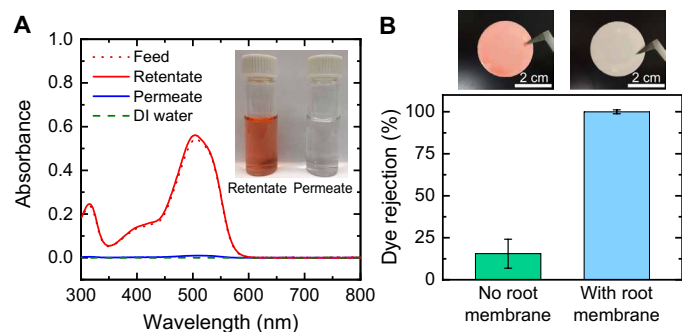 A
1.0
0.8
0.6
0.4
0.2
0.0
Absorbance
Feed
Retentate
Permeate
DI water
Retentate Permeate
300 400 500 600 700 800
Wavelength (nm)
B
2 cm 2 cm
100
75
50
25
0
Dye rejection (%)
No root
membrane
With root
membrane